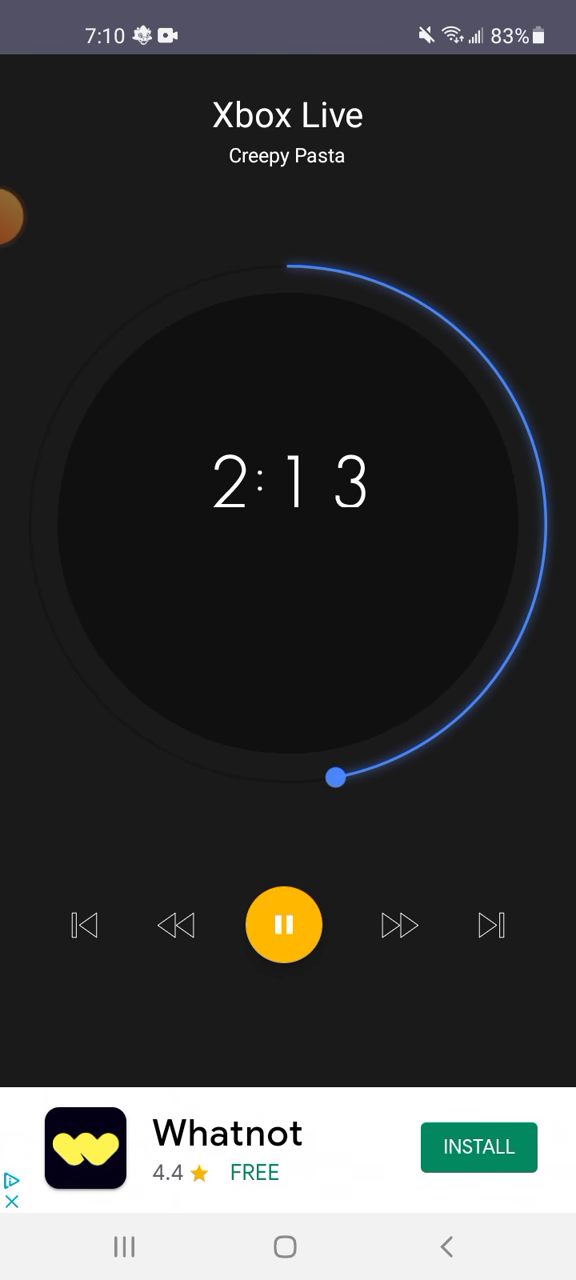 7:10 83%
Xbox Live
Creepy Pasta
2:13
Whatnot
4.4 FREE
INSTALL